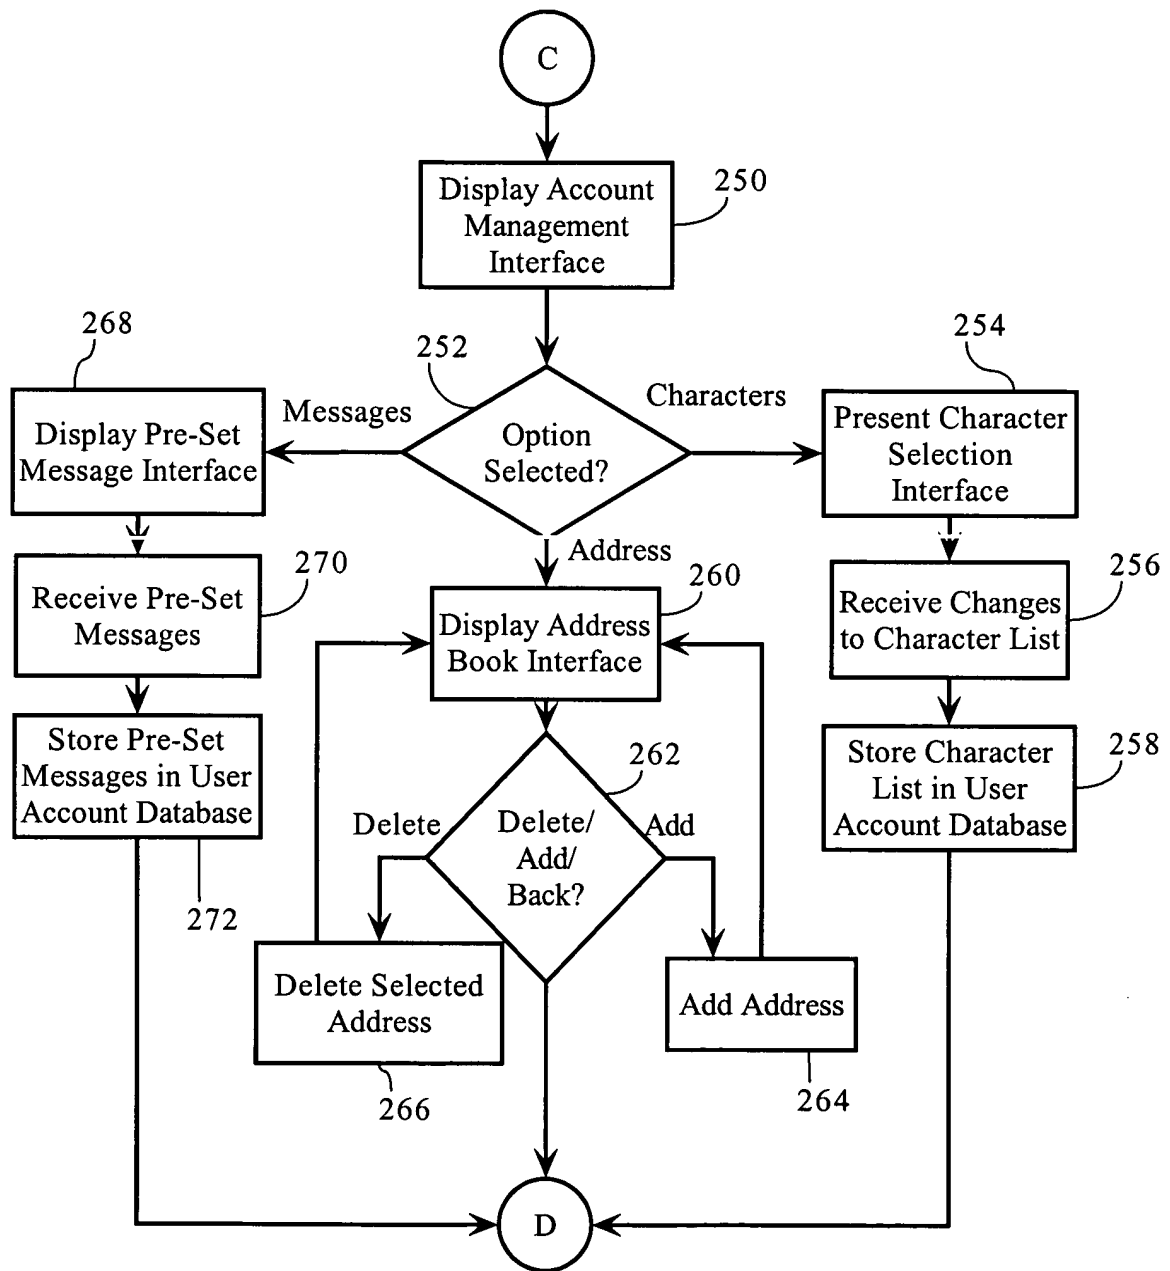 C
Display Account
Management
Interface
250
268
252
254
Messages
Characters
Display Pre-Set
Message Interface
Option
Selected?
Present Character
Selection
Interface
Address
270
260
256
Receive Pre-Set
Messages
Display Address
Book Interface
Receive Changes
to Character List
Store Pre-Set
Messages in User
Account Database
262
258
Store Character
List in User
Account Database
Delete
Delete/
Add/
Back?
Add
272
Delete Selected
Address
Add Address
266
264
D